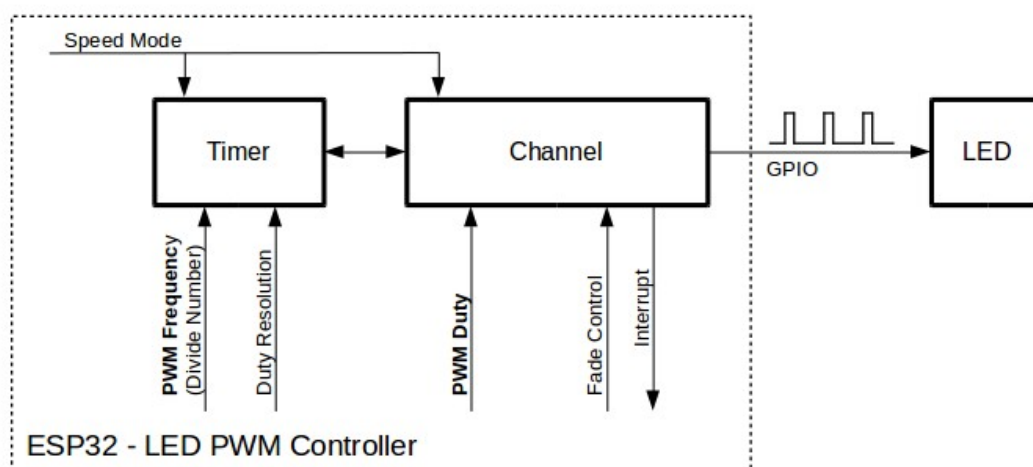 Speed Mode
Timer
Channel
GPIO
LED
PWM Frequency
(Divide Number)
Duty Resolution
PWM Duty
Fade Control
Interrupt
ESP32 - LED PWM Controller